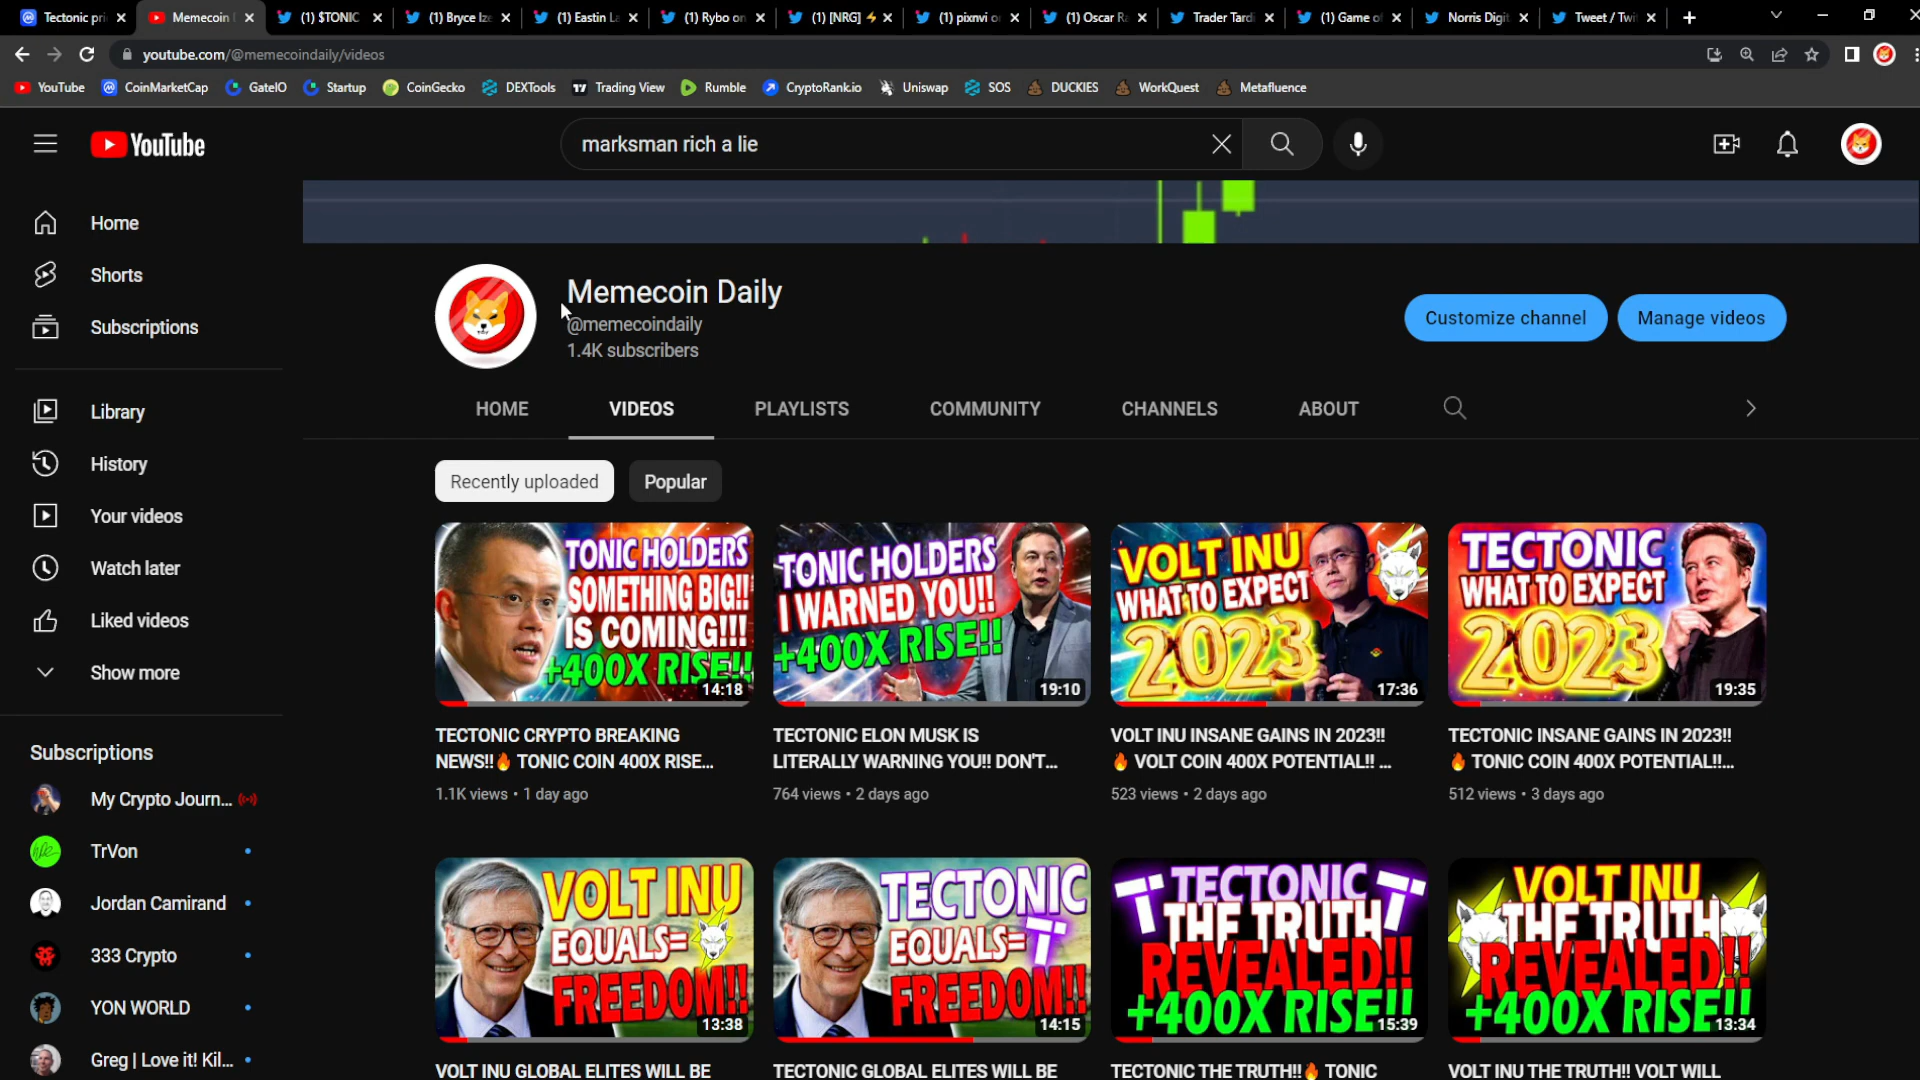 Tectonic pri
Memecoin
(1) $TONIC
(1) Bryce Ize
(1) Eastin La
(1) Rybo on
(1) [NRG] ⚡
(1) pixnvi o
(1) Oscar Ra
Trader Tardi
(1) Game of
Norris Digit
Tweet / Twi
youtube.com/@memecoindaily/videos
YouTube
CoinMarketCap
GateIO
Startup
CoinGecko
DEXTools
Trading View
Rumble
CryptoRank.io
Uniswap
SOS
DUCKIES
WorkQuest
Metafluence
YouTube
marksman rich a lie
Home
Shorts
Subscriptions
Library
History
Your videos
Watch later
Liked videos
Show more
Subscriptions
My Crypto Journ...
TrVon
Jordan Camirand
333 Crypto
YON WORLD
Greg | Love it! Kil...
Memecoin Daily
@memecoindaily
1.4K subscribers
Customize channel
Manage videos
HOME
VIDEOS
PLAYLISTS
COMMUNITY
CHANNELS
ABOUT
Recently uploaded
Popular
TONIC HOLDERS
SOMETHING BIG!!
IS COMING!!!
+400X RISE!!
14:18
TECTONIC CRYPTO BREAKING
NEWS!!🔥 TONIC COIN 400X RISE...
1.1K views • 1 day ago
TONIC HOLDERS
I WARNED YOU!!
+400X RISE!!
19:10
TECTONIC ELON MUSK IS
LITERALLY WARNING YOU!! DON'T...
764 views • 2 days ago
VOLT INU
WHAT TO EXPECT
2023
17:36
VOLT INU INSANE GAINS IN 2023!!
🔥 VOLT COIN 400X POTENTIAL!! ...
523 views • 2 days ago
TECTONIC
WHAT TO EXPECT
2023
19:35
TECTONIC INSANE GAINS IN 2023!!
🔥 TONIC COIN 400X POTENTIAL!!...
512 views • 3 days ago
VOLT INU
EQUALS=
FREEDOM!!
13:38
VOLT INU GLOBAL ELITES WILL BE
TECTONIC
EQUALS=
FREEDOM!!
14:15
TECTONIC GLOBAL ELITES WILL BE
TECTONIC
THE TRUTH
REVEALED!!
+400X RISE!!
15:39
TECTONIC THE TRUTH!!🔥 TONIC
VOLT INU
THE TRUTH
REVEALED!!
+400X RISE!!
13:34
VOLT INU THE TRUTH!! VOLT WILL